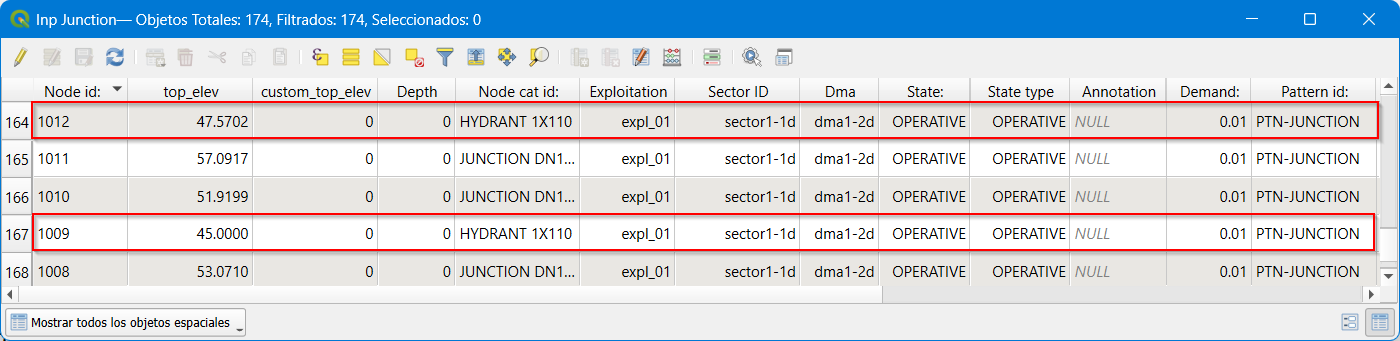 Inp Junction— Objetos Totales: 174, Filtrados: 174, Seleccionados: 0
Node id: top_elev custom_top_elev Depth Node cat id: Exploitation Sector ID Dma State: State type Annotation Demand: Pattern id:
164 1012 47.5702 0 0 HYDRANT 1X110 expl_01 sector1-1d dma1-2d OPERATIVE OPERATIVE NULL 0.01 PTN-JUNCTION
165 1011 57.0917 0 0 JUNCTION DN1... expl_01 sector1-1d dma1-2d OPERATIVE OPERATIVE NULL 0.01 PTN-JUNCTION
166 1010 51.9199 0 0 JUNCTION DN1... expl_01 sector1-1d dma1-2d OPERATIVE OPERATIVE NULL 0.01 PTN-JUNCTION
167 1009 45.0000 0 0 HYDRANT 1X110 expl_01 sector1-1d dma1-2d OPERATIVE OPERATIVE NULL 0.01 PTN-JUNCTION
168 1008 53.0710 0 0 JUNCTION DN1... expl_01 sector1-1d dma1-2d OPERATIVE OPERATIVE NULL 0.01 PTN-JUNCTION
Mostrar todos los objetos espaciales